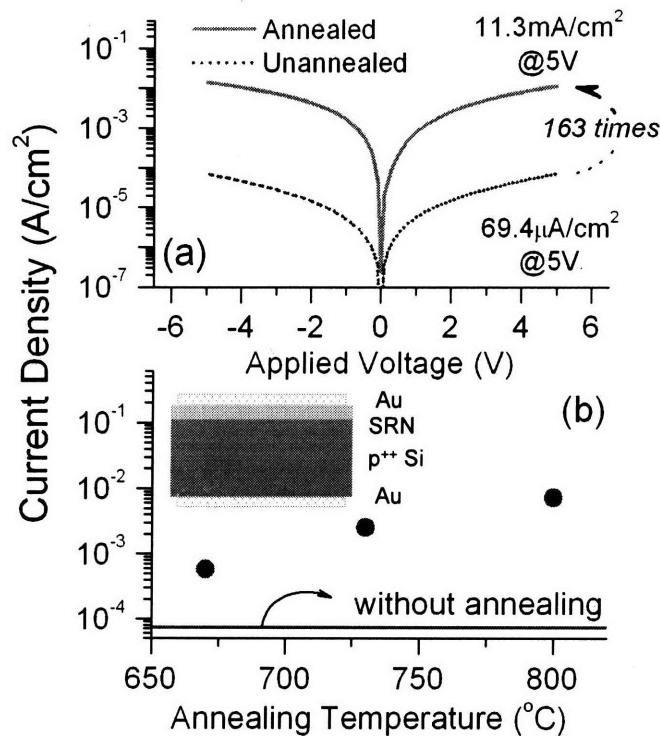 Current Density (A/cm²)
10⁻¹
10⁻³
10⁻⁵
10⁻⁷
Annealed
Unannealed
11.3mA/cm²
@5V
163 times
69.4μA/cm²
@5V
(a)
-6 -4 -2 0 2 4 6
Applied Voltage (V)
(b)
10⁻¹
10⁻²
10⁻³
10⁻⁴
Au
SRN
p⁺⁺ Si
Au
without annealing
650 700 750 800
Annealing Temperature (°C)